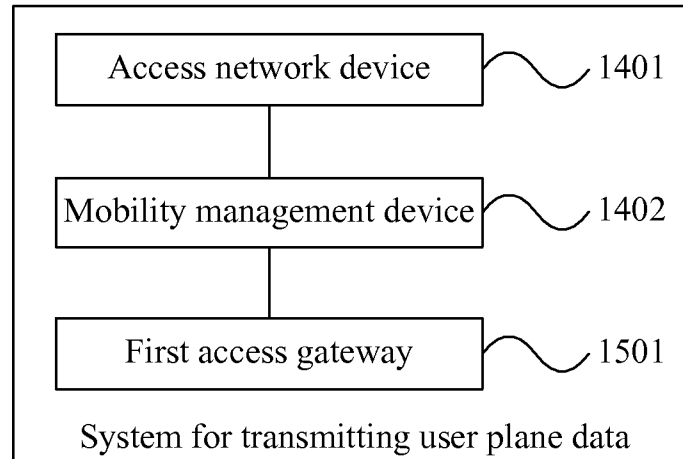 Access network device 1401
Mobility management device 1402
First access gateway 1501
System for transmitting user plane data